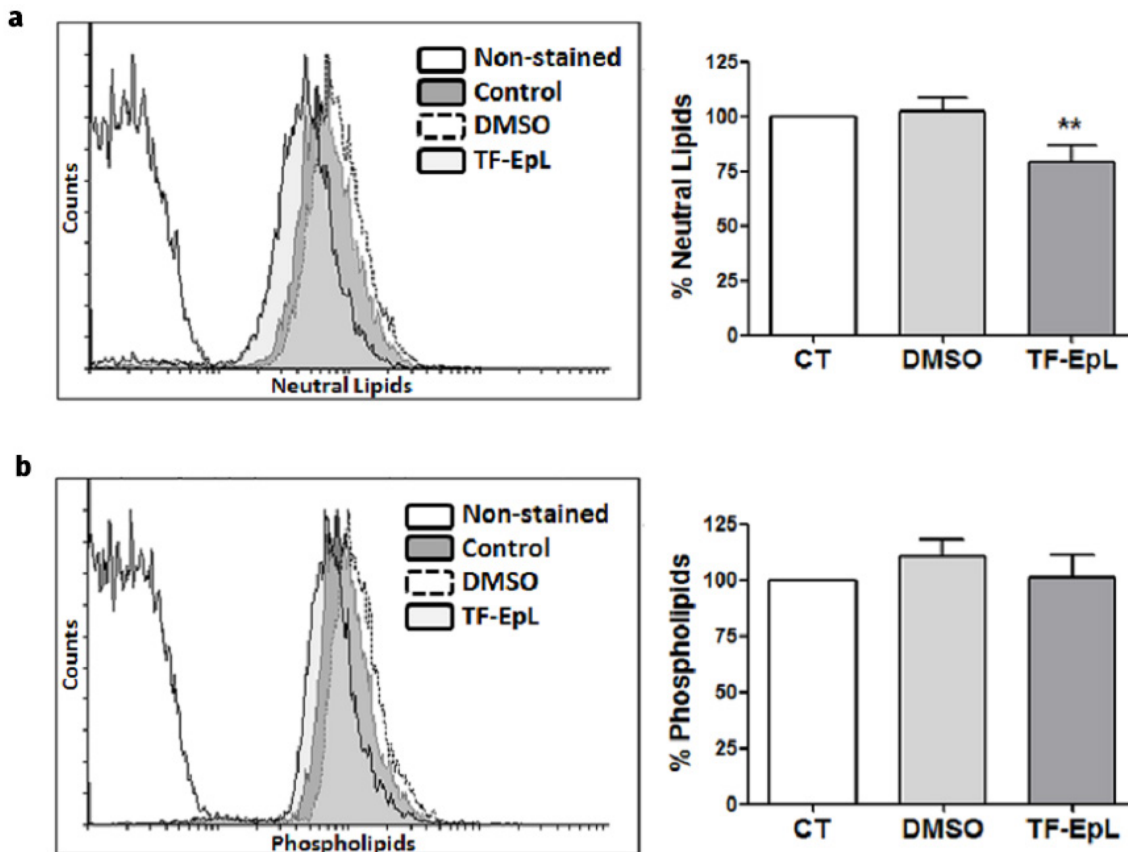 a
Non-stained
Control
DMSO
TF-EpL
Counts
Neutral Lipids
% Neutral Lipids
125
100
75
50
25
0
**
CT DMSO TF-EpL
b
Non-stained
Control
DMSO
TF-EpL
Counts
Phospholipids
% Phospholipids
125
100
75
50
25
0
CT DMSO TF-EpL